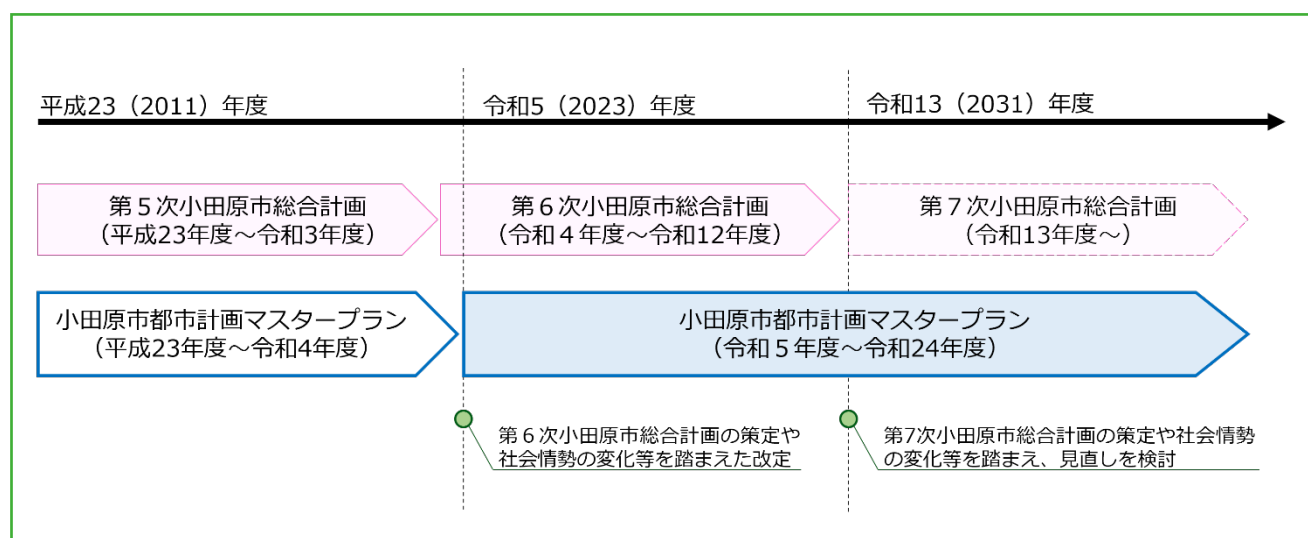 平成23（2011）年度
令和5（2023）年度
令和13（2031）年度
第５次小田原市総合計画
（平成23年度～令和3年度）
第６次小田原市総合計画
（令和４年度～令和12年度）
第７次小田原市総合計画
（令和13年度～）
小田原市都市計画マスタープラン
（平成23年度～令和4年度）
小田原市都市計画マスタープラン
（令和５年度～令和24年度）
第６次小田原市総合計画の策定や
社会情勢の変化等を踏まえた改定
第7次小田原市総合計画の策定や社会情勢
の変化等を踏まえ、見直しを検討